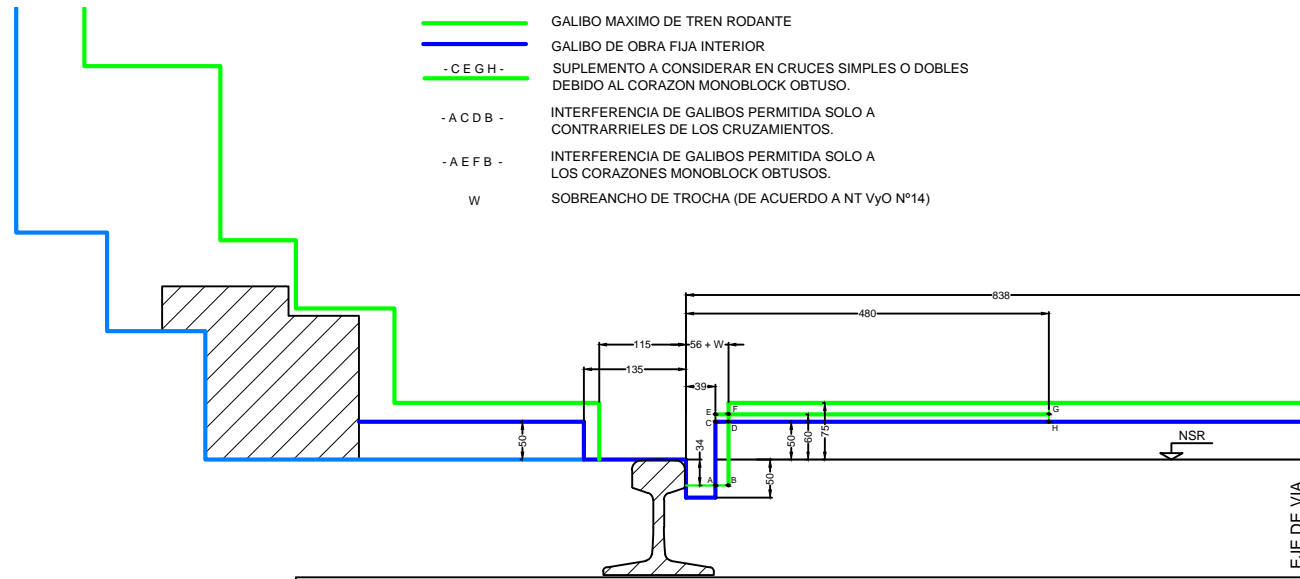 GALIBO MAXIMO DE TREN RODANTE
GALIBO DE OBRA FIJA INTERIOR
- C E G H -
SUPLEMENTO A CONSIDERAR EN CRUCES SIMPLES O DOBLES
DEBIDO AL CORAZON MONOBLOCK OBTUSO.
- A C D B -
INTERFERENCIA DE GALIBOS PERMITIDA SOLO A
CONTRARRIELES DE LOS CRUZAMIENTOS.
- A E F B -
INTERFERENCIA DE GALIBOS PERMITIDA SOLO A
LOS CORAZONES MONOBLOCK OBTUSOS.
W
SOBREANCHO DE TROCHA (DE ACUERDO A NT VyO Nº14)
838
480
115
56 + W
135
39
E
F
G
C
D
H
50
34
50
60
75
NSR
A
B
50
EJE DE VIA